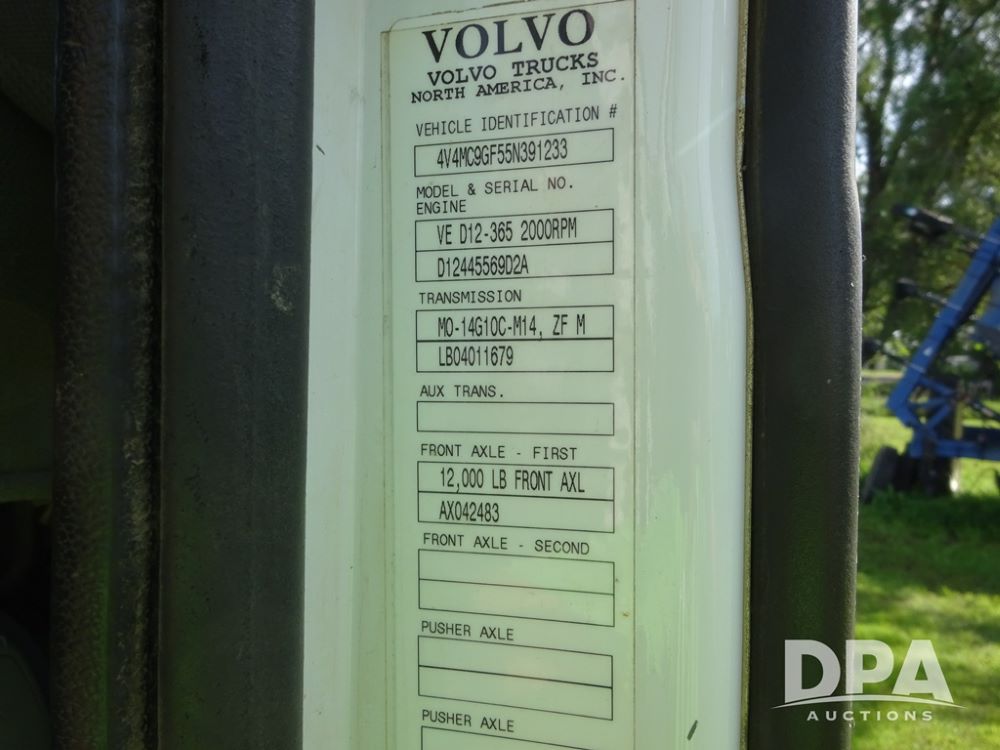 VOLVO
VOLVO TRUCKS
NORTH AMERICA, INC.
VEHICLE IDENTIFICATION #
4V4MC9GF55N391233
MODEL & SERIAL NO.
ENGINE
VE D12-365 2000RPM
D12445569D2A
TRANSMISSION
MO-14G10C-M14, ZF M
LB04011679
AUX TRANS.
FRONT AXLE - FIRST
12,000 LB FRONT AXL
AX042483
FRONT AXLE - SECOND
PUSHER AXLE
PUSHER AXLE
DPA
AUCTIONS